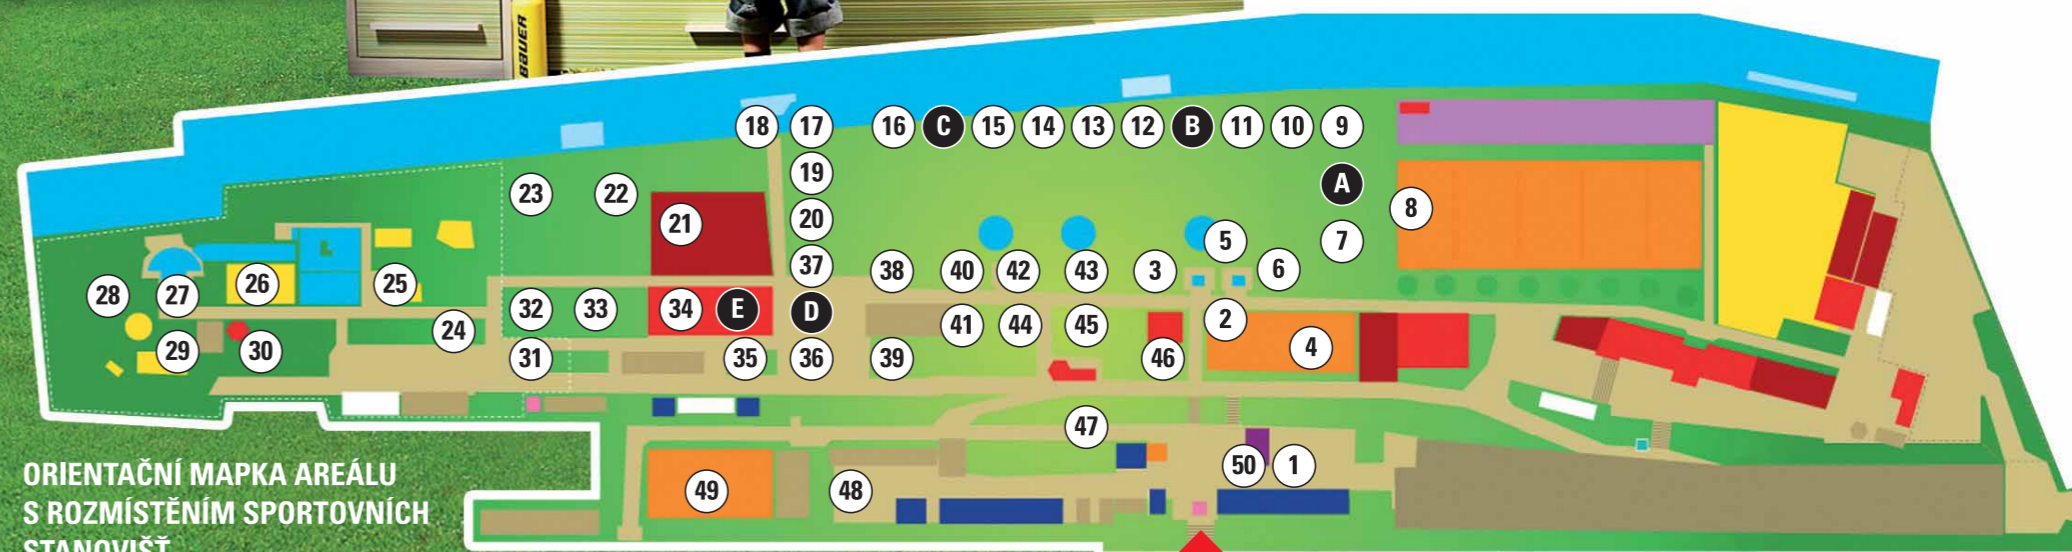 BAUER
18 17 16 C 15 14 13 12 B 11 10 9
19
A
23 22 20 21 8
5 7
37
38 40 42 43 3 6
28 27 26 25
32 33 34 E D 2
24 41 44 45
4
29 30 31 35 36 39 46
47
50 1
49 48
ORIENTAČNÍ MAPKA AREÁLU
S ROZMÍSTĚNÍM SPORTOVNÍCH
STANOVIŠŤ